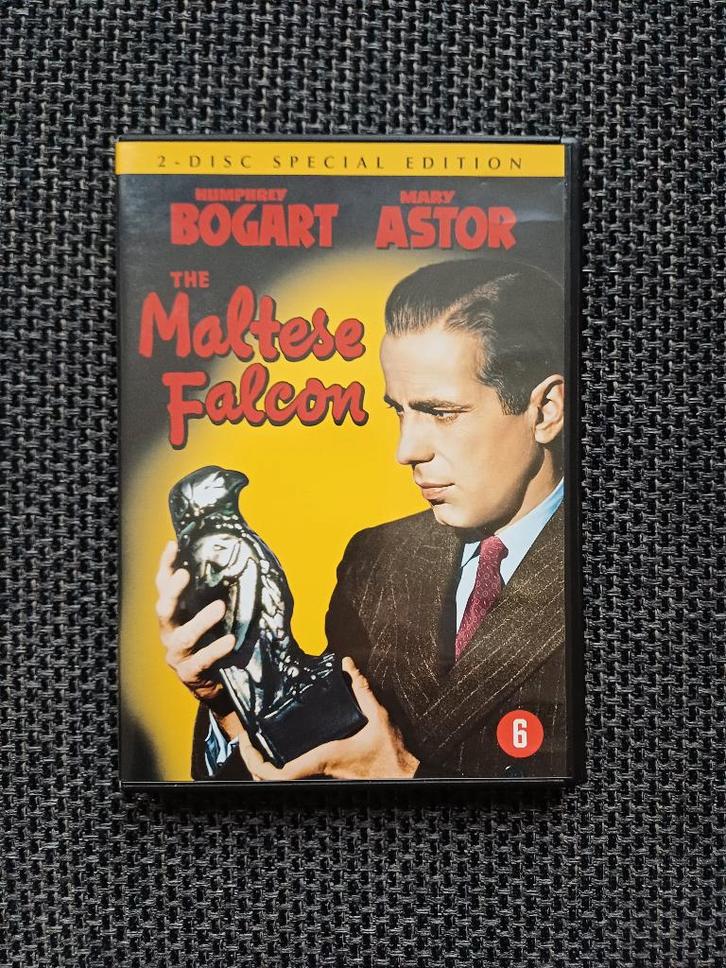 2-DISC SPECIAL EDITION
HUMPHREY MARY
BOGART ASTOR
THE
Maltese
Falcon
6